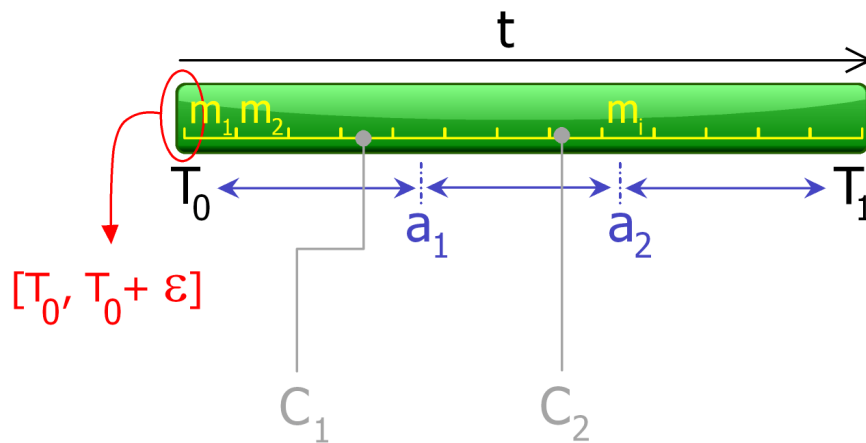 t
m₁ m₂ mᵢ
T₀ T₁
a₁ a₂
[T₀, T₀+ ε]
C₁ C₂